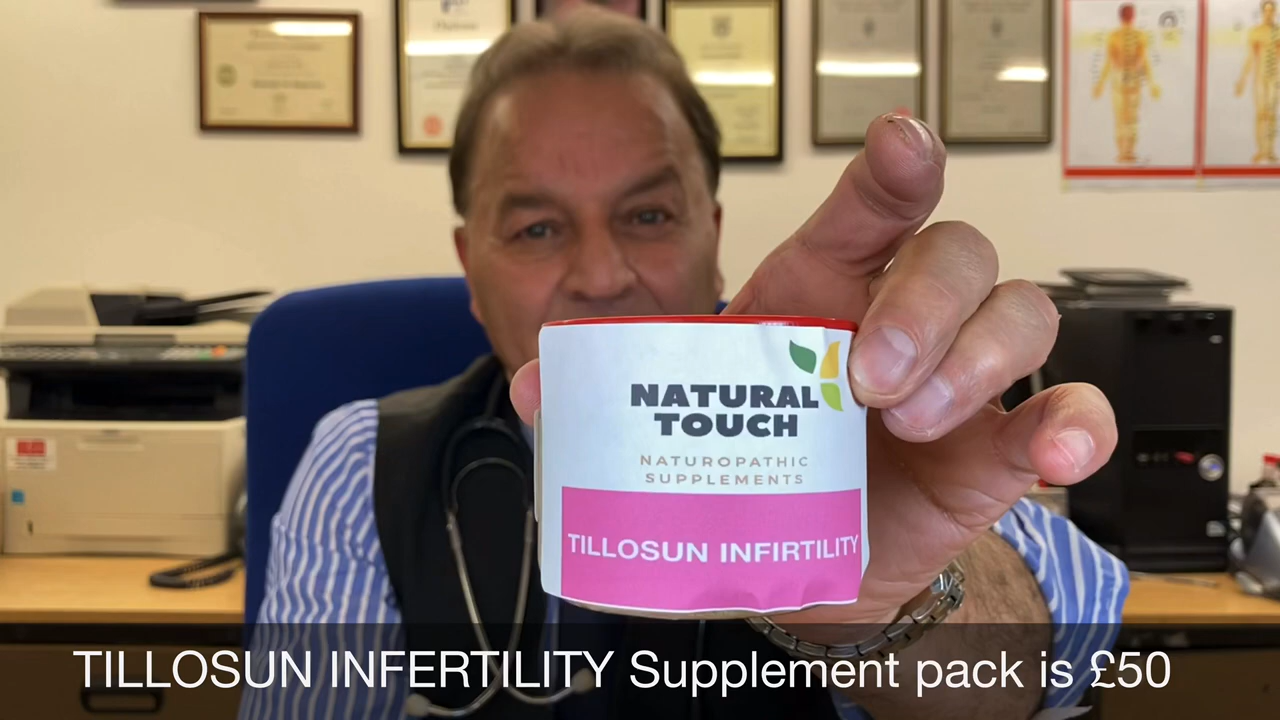 NATURAL
TOUCH
NATUROPATHIC
SUPPLEMENTS
TILLOSUN INFIRTILITY
TILLOSUN INFERTILITY Supplement pack is £50